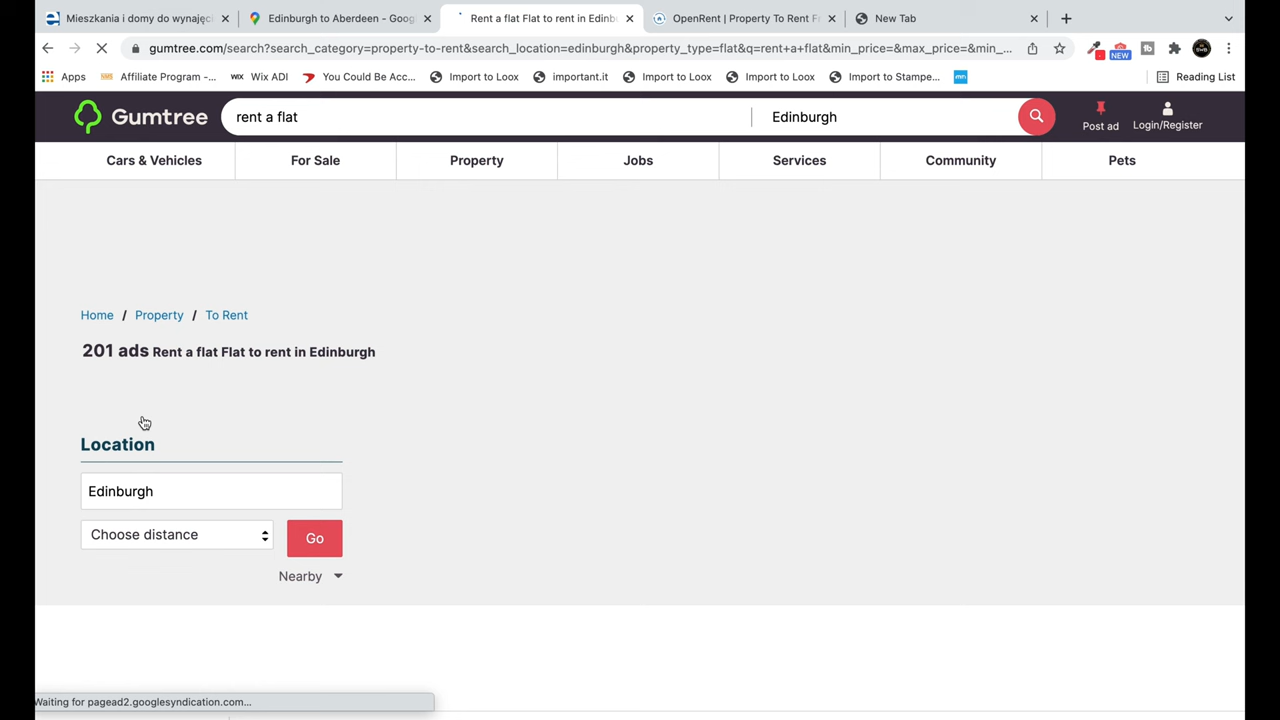 Mieszkania i domy do wynajęci
Edinburgh to Aberdeen - Goog
Rent a flat Flat to rent in Edinb
OpenRent | Property To Rent Fr
New Tab
gumtree.com/search?search_category=property-to-rent&search_location=edinburgh&property_type=flat&q=rent+a+flat&min_price=&max_price=&min_...
NEW
Apps
Affiliate Program -...
WIX Wix ADI
You Could Be Acc...
Import to Loox
important.it
Import to Loox
Import to Loox
Import to Stampe...
mn
Reading List
Gumtree
rent a flat
Edinburgh
Post ad
Login/Register
Cars & Vehicles
For Sale
Property
Jobs
Services
Community
Pets
Home / Property / To Rent
201 ads Rent a flat Flat to rent in Edinburgh
Location
Edinburgh
Choose distance
Go
Nearby
Waiting for pagead2.googlesyndication.com...